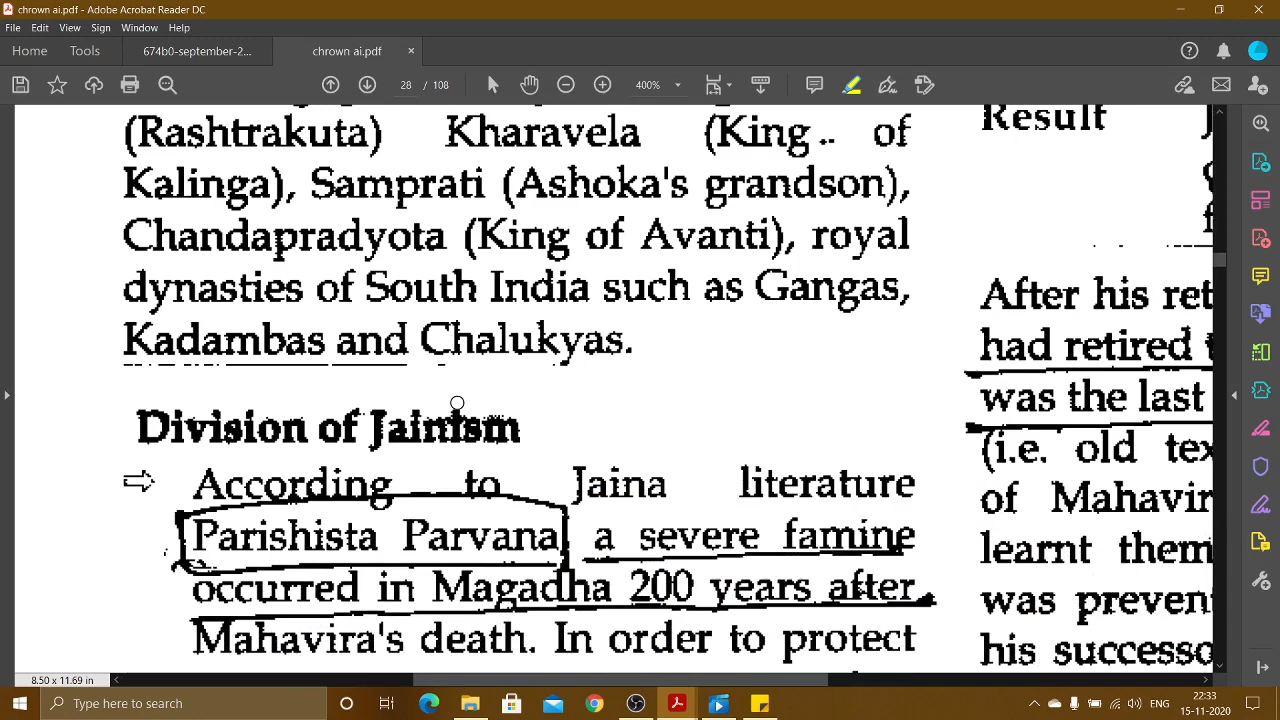 chrown ai.pdf - Adobe Acrobat Reader DC
File Edit View Sign Window Help
Home Tools 674b0-september-2... chrown ai.pdf ×
28 / 108 400%
(Rashtrakuta) Kharavela (King of
Kalinga), Samprati (Ashoka's grandson),
Chandapradyota (King of Avanti), royal
dynasties of South India such as Gangas,
Kadambas and Chalukyas.
Division of Jainism
⇨ According to Jaina literature
Parishista Parvana a severe famine
occurred in Magadha 200 years after
Mahavira's death. In order to protect
Result
After his ret
had retired
was the last
(i.e. old tex
of Mahavir
learnt them
was preven
his successo
8.50 x 11.69 in
Type here to search
22:33
15-11-2020